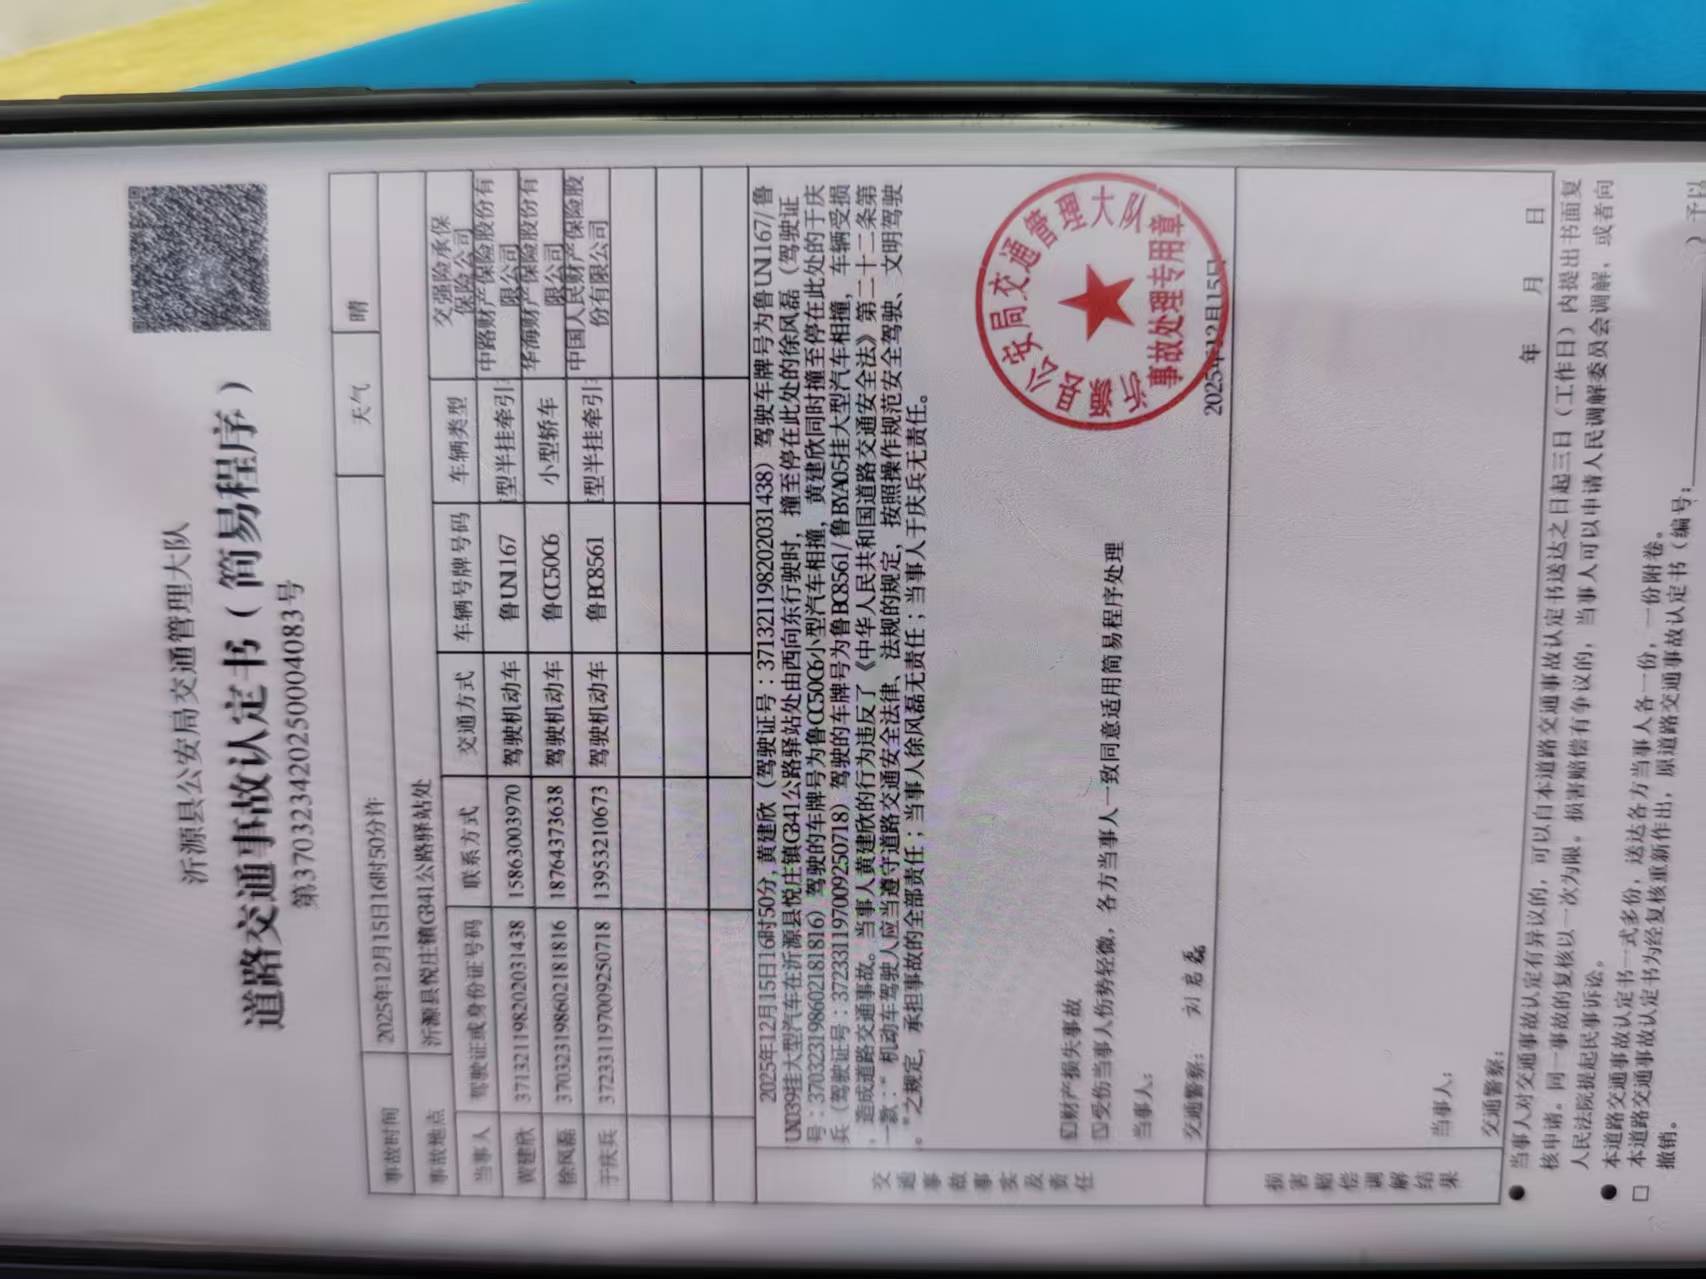 沂源县公安局交通管理大队
道路交通事故认定书（简易程序）
第3703234202500040 83号
事故时间 2025年12月15日16时50分许 天气 晴
事故地点 沂源县悦庄镇G341公路驿站处
当事人 驾驶证或身份证号码 联系方式 交通方式 车辆号牌号码 车辆类型 交强险承保保险公司
黄建欣 371321198202031438 15863003970 驾驶机动车 鲁UN167 型半挂牵引 中路财产保险股份有限公司
徐风磊 370323198602181816 18764373638 驾驶机动车 鲁CC50C6 小型轿车 华海财产保险股份有限公司
于庆兵 372331197009250718 13953210673 驾驶机动车 鲁BC8561 型半挂牵引 中国人民财产保险股份有限公司
交通事故事实及责任
2025年12月15日16时50分,黄建欣（驾驶证号：371321198202031438）驾驶车牌号为鲁UN167/鲁
UX039挂大型汽车在沂源县悦庄镇G341公路驿站处由西向东行驶时，撞至停在此处的徐风磊（驾驶证
号：370323198602181816）驾驶的车牌号为鲁CC50C6小型汽车相撞，黄建欣同时撞至停在此处的于庆
兵（驾驶证号：372331197009250718）驾驶的车牌号为鲁BC8561/鲁BYA05挂大型汽车相撞，车辆受损
，造成道路交通事故。当事人黄建欣的行为违反了《中华人民共和国道路交通安全法》第二十二条第
一款：“ 机动车驾驶人应当遵守道路交通安全法律、法规的规定，按照操作规范安全驾驶、文明驾驶
。”之规定，承担事故的全部责任；当事人徐风磊无责任；当事人于庆兵无责任。
☑财产损失事故
☑受伤当事人伤势轻微，各方当事人一致同意适用简易程序处理
当事人：
交通警察： 刘启磊
沂源县公安局交通管理大队
事故处理专用章
2025年12月15日
损害赔偿调解结果
当事人：
交通警察：
年 月 日
● 当事人对交通事故认定有异议的，可以自本道路交通事故认定书送达之日起三日（工作日）内提出书面复
核申请。同一事故的复核以一次为限。损害赔偿有争议的，当事人可以申请人民调解委员会调解，或者向
人民法院提起民事诉讼。
● 本道路交通事故认定书一式多份，送达各方当事人各一份，一份附卷。
□ 本道路交通事故认定书为经复核重新作出，原道路交通事故认定书（编号： ）予以
撤销。